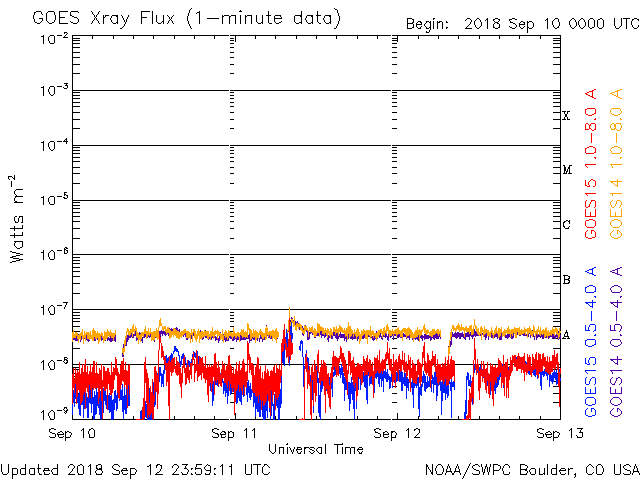 GOES Xray Flux (1-minute data)
Begin: 2018 Sep 10 0000 UTC
10-2
10-3
10-4
10-5
10-6
10-7
10-8
10-9
Watts m-2
X
M
C
B
A
GOES15 1.0-8.0 A
GOES14 1.0-8.0 A
GOES15 0.5-4.0 A
GOES14 0.5-4.0 A
Sep 10
Sep 11
Sep 12
Sep 13
Universal Time
Updated 2018 Sep 12 23:59:11 UTC
NOAA/SWPC Boulder, CO USA